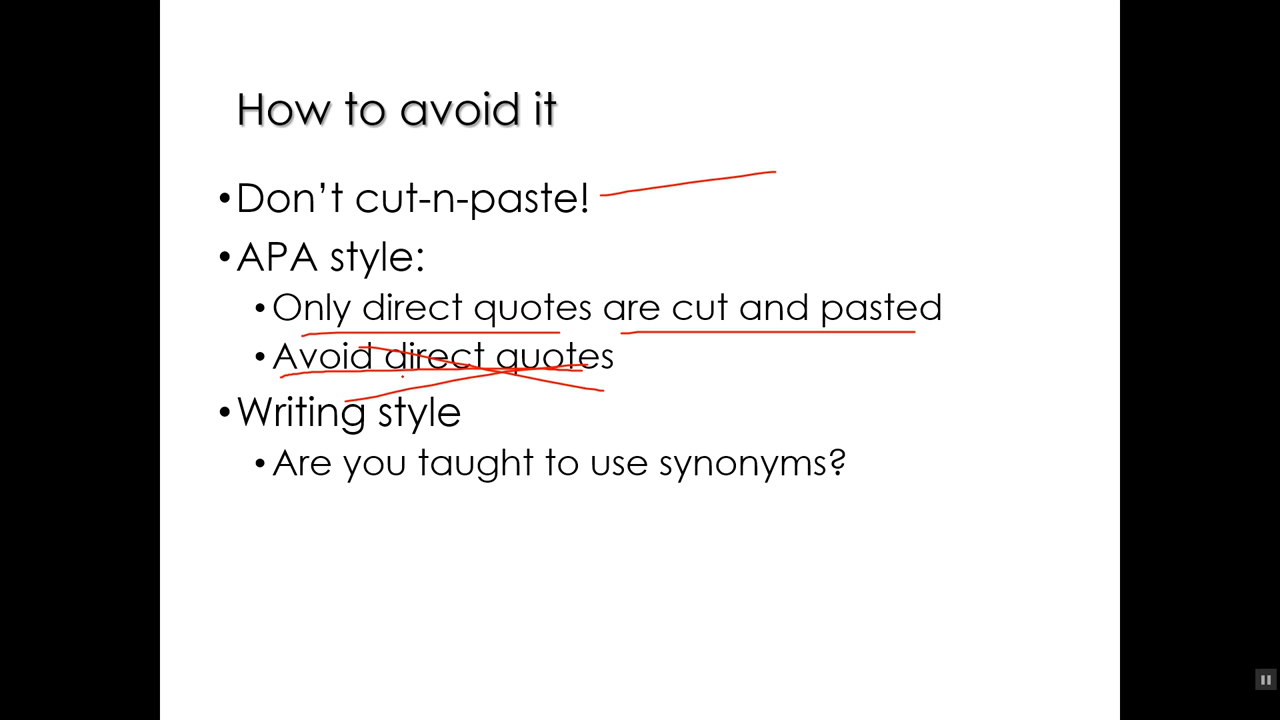 How to avoid it
•Don't cut-n-paste!
•APA style:
•Only direct quotes are cut and pasted
•Avoid direct quotes
•Writing style
•Are you taught to use synonyms?